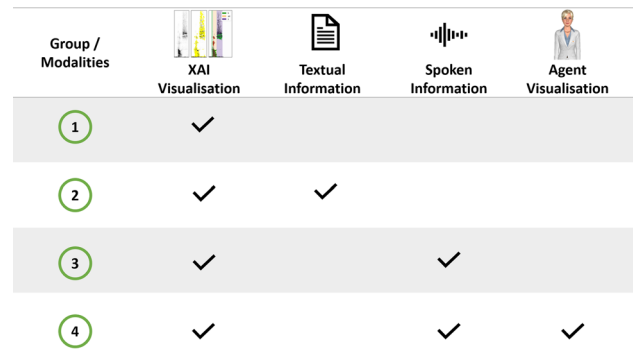 Group /
Modalities
XAI
Visualisation
Textual
Information
Spoken
Information
Agent
Visualisation
1
2
3
4